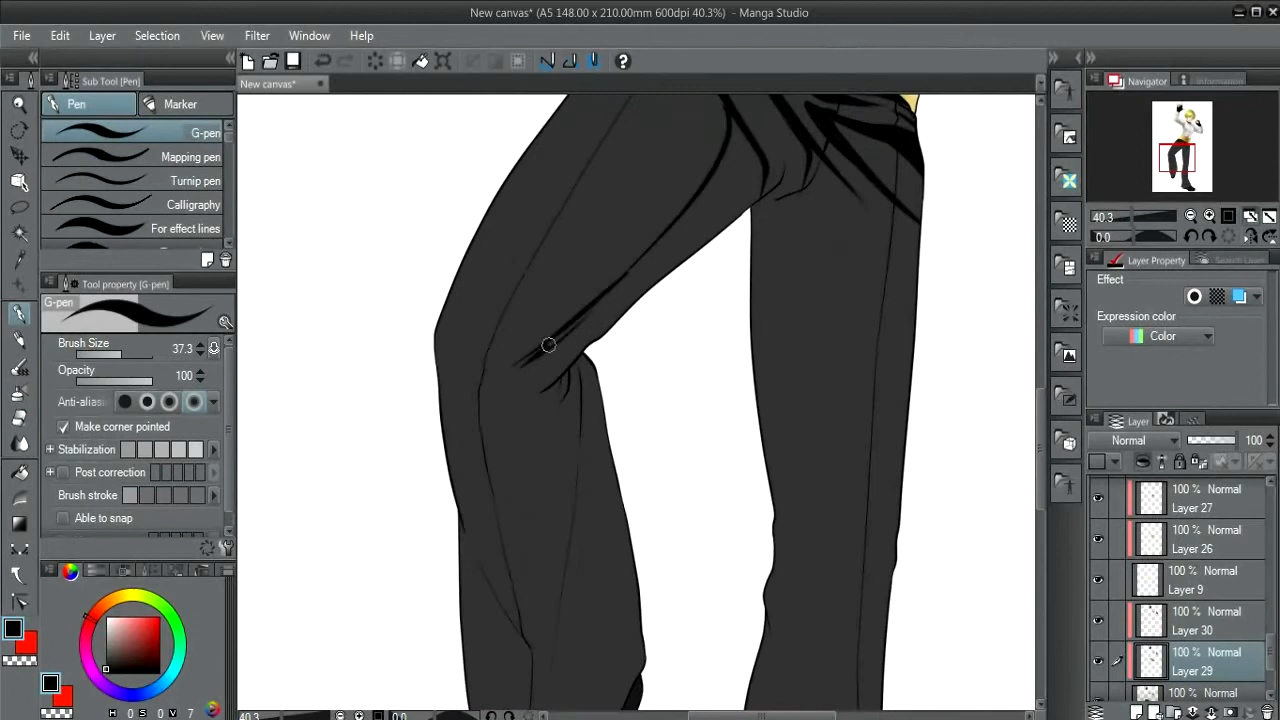 New canvas* (A5 148.00 x 210.00mm 600dpi 40.3%) - Manga Studio
File Edit Layer Selection View Filter Window Help
Sub Tool [Pen]
Pen
Marker
G-pen
Mapping pen
Turnip pen
Calligraphy
For effect lines
Tool property [G-pen]
G-pen
Brush Size 37.3
Opacity 100
Anti-alias
Make corner pointed
Stabilization
Post correction
Brush stroke
Able to snap
H 0 S 0 V 7
New canvas*
40.3 0.0
Navigator
Information
40.3
0.0
Layer Property
Search Layer
Effect
Expression color
Color
Layer
Normal 100
100 % Normal
Layer 27
100 % Normal
Layer 26
100 % Normal
Layer 9
100 % Normal
Layer 30
100 % Normal
Layer 29
100 % Normal